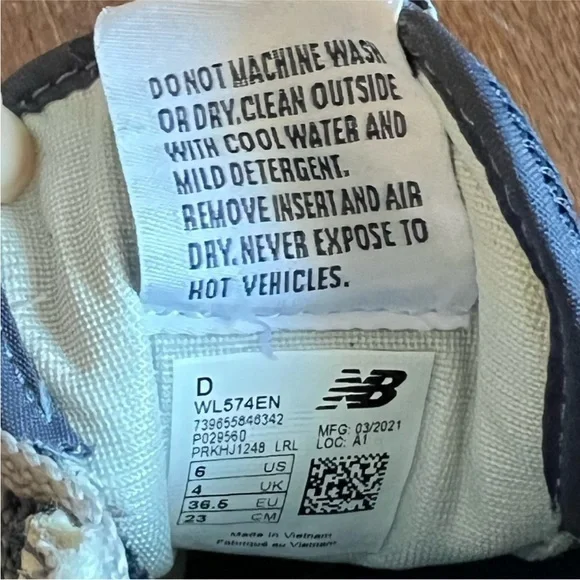 DO NOT MACHINE WASH
OR DRY. CLEAN OUTSIDE
WITH COOL WATER AND
MILD DETERGENT.
REMOVE INSERT AND AIR
DRY. NEVER EXPOSE TO
HOT VEHICLES.
D
WL574EN
739655846342
P029560
PRKHJ1248 LRL
NB
MFG: 03/2021
LOC: A1
6 US
4 UK
36.5 EU
23 CM
Made in Vietnam
Fabriqué au Vietnam